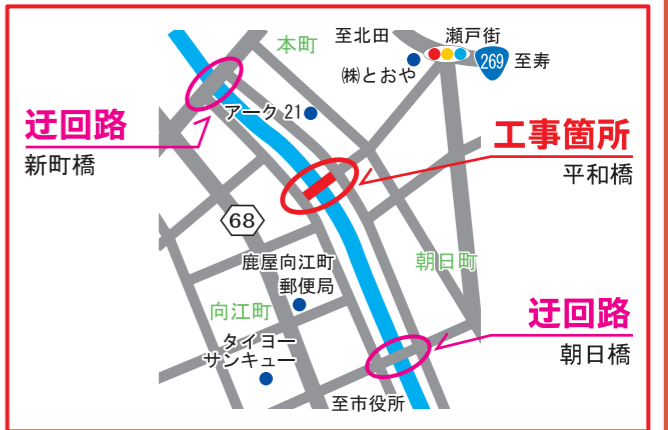 本町
至北田
瀬戸街
269
至寿
㈱とおや
アーク21
迂回路
新町橋
工事箇所
平和橋
68
鹿屋向江町
郵便局
朝日町
向江町
タイヨー
サンキュー
迂回路
朝日橋
至市役所